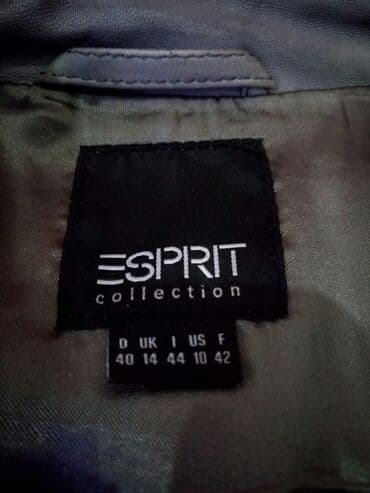 ESPRIT
collection
D UK I US F
40 14 44 10 42